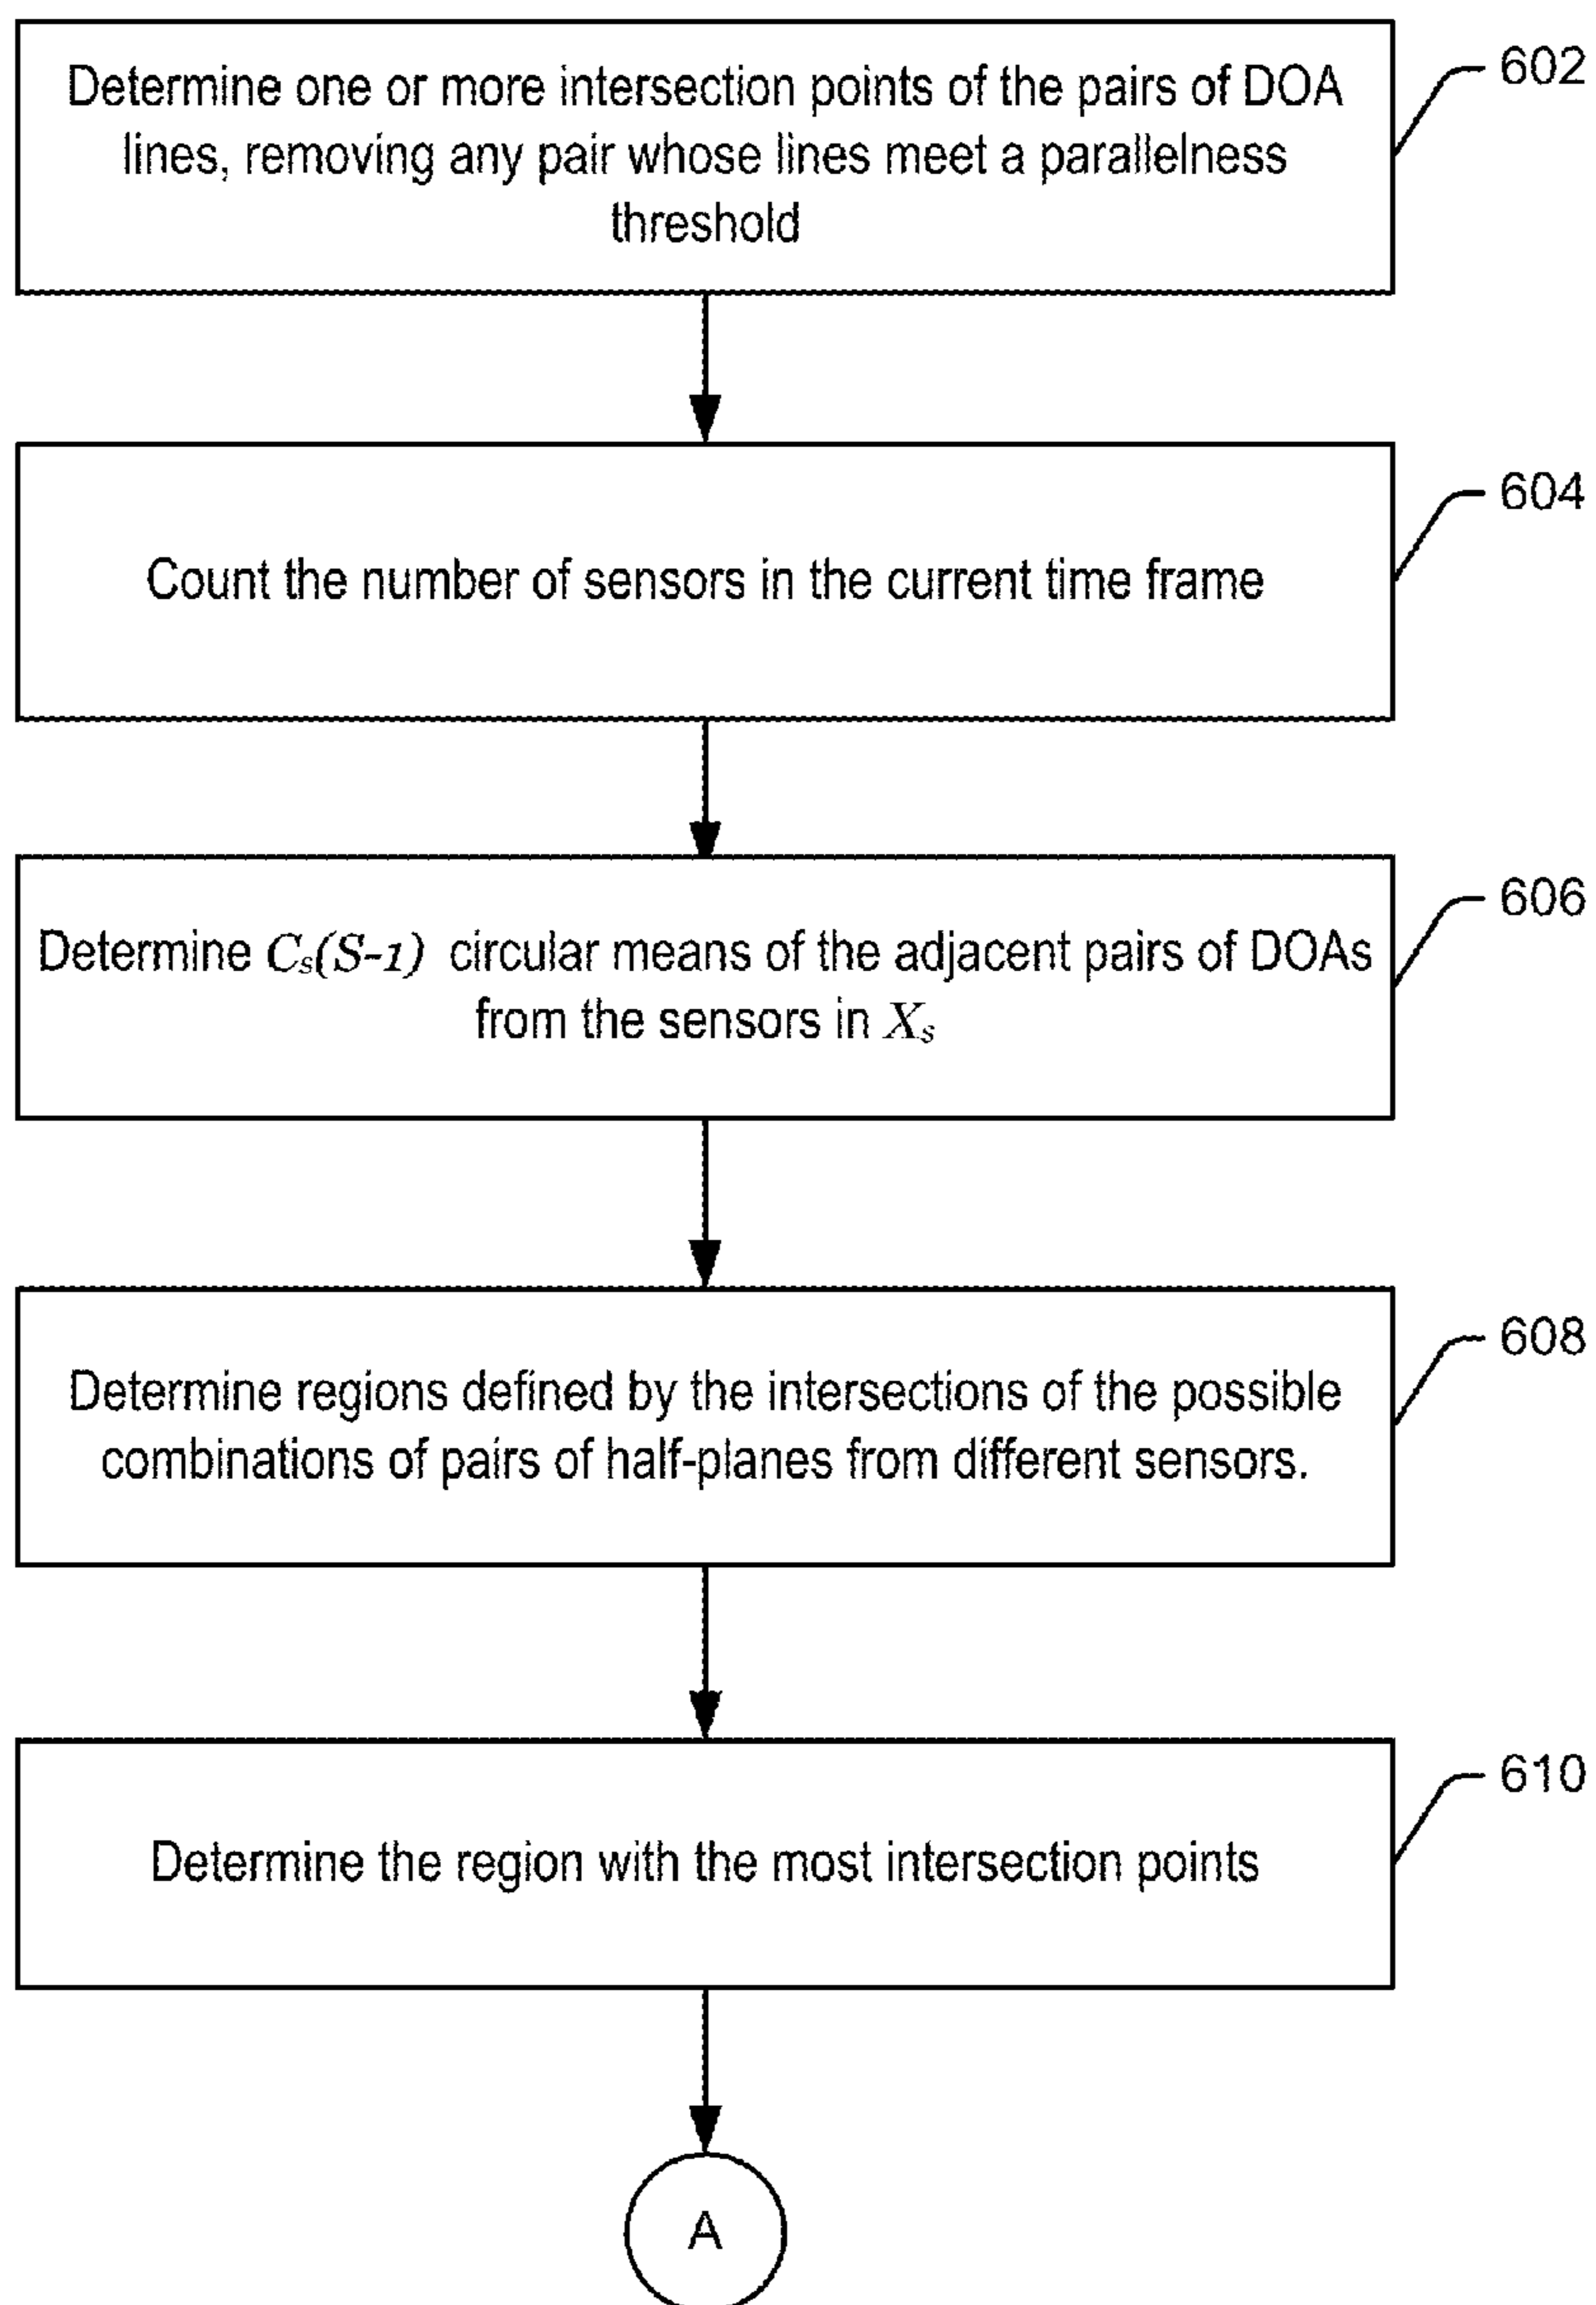 Determine one or more intersection points of the pairs of DOA
lines, removing any pair whose lines meet a parallelness
threshold
602
Count the number of sensors in the current time frame
604
Determine Cs(S-1) circular means of the adjacent pairs of DOAs
from the sensors in Xs
606
Determine regions defined by the intersections of the possible
combinations of pairs of half-planes from different sensors.
608
Determine the region with the most intersection points
610
A